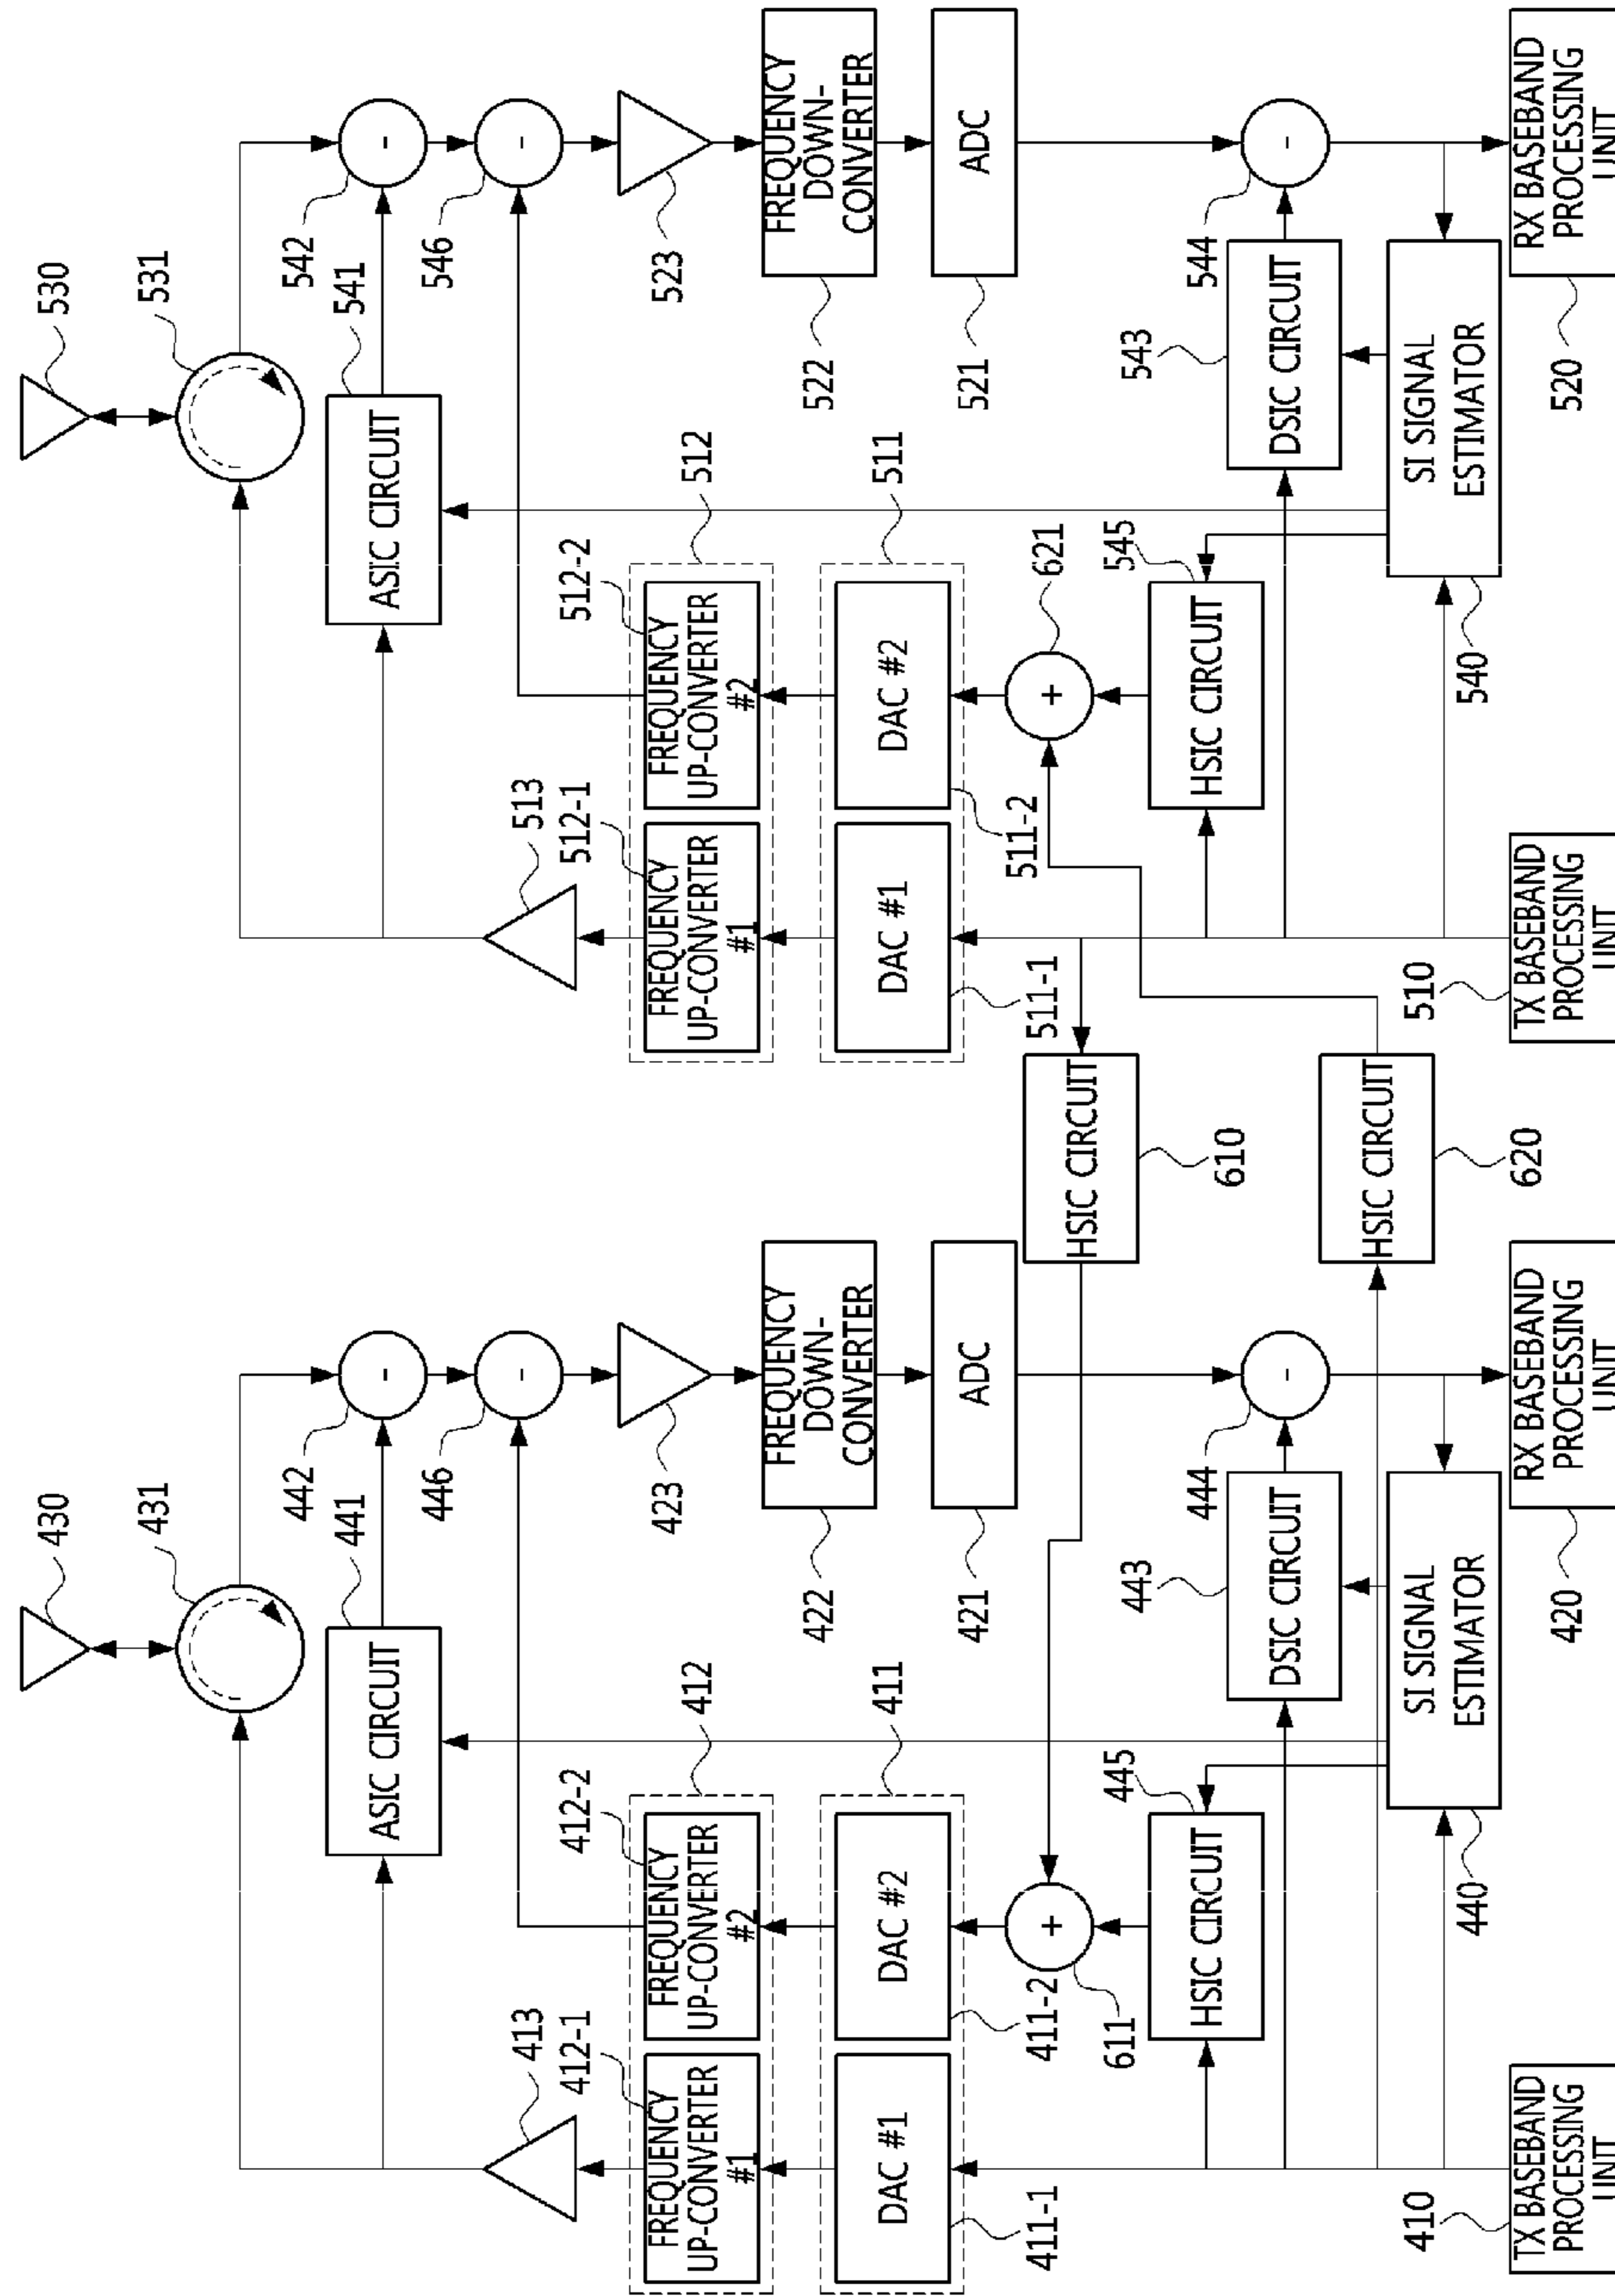 430
431
442
441
ASIC CIRCUIT
446
413
412-1
412-2
412
423
FREQUENCY
UP-CONVERTER
#1
FREQUENCY
UP-CONVERTER
#2
FREQUENCY
DOWN-
CONVERTER
422
411
DAC #1
DAC #2
ADC
421
411-1
411-2
611
+
445
HSIC CIRCUIT
443
DSIC CIRCUIT
444
SI SIGNAL
ESTIMATOR
440
410
TX BASEBAND
PROCESSING
UNIT
RX BASEBAND
PROCESSING
UNIT
420
HSIC CIRCUIT
610
HSIC CIRCUIT
620
530
531
542
541
ASIC CIRCUIT
546
513
512-1
512-2
512
523
FREQUENCY
UP-CONVERTER
#1
FREQUENCY
UP-CONVERTER
#2
FREQUENCY
DOWN-
CONVERTER
522
511
DAC #1
DAC #2
ADC
521
511-1
511-2
621
+
545
HSIC CIRCUIT
543
DSIC CIRCUIT
544
SI SIGNAL
ESTIMATOR
540
510
TX BASEBAND
PROCESSING
UNIT
RX BASEBAND
PROCESSING
UNIT
520
-
-
-
-
-
-